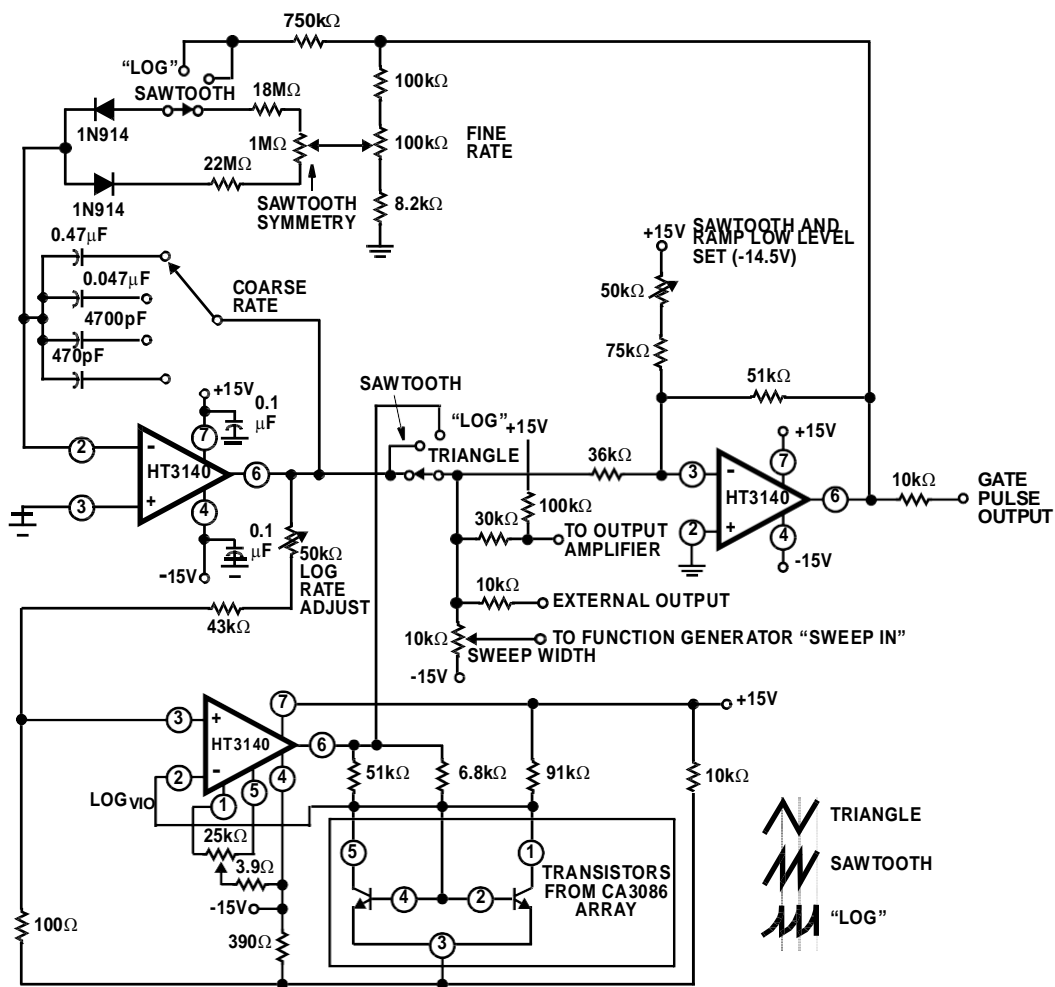 750kΩ
“LOG”
100kΩ
SAWTOOTH
18MΩ
1N914
1MΩ
100kΩ
FINE
RATE
22MΩ
1N914
SAWTOOTH
SYMMETRY
8.2kΩ
0.47μF
0.047μF
4700pF
470pF
COARSE
RATE
+15V
SAWTOOTH AND
RAMP LOW LEVEL
SET (-14.5V)
50kΩ
75kΩ
51kΩ
+15V
0.1
μF
7
2
-
HT3140
+
3
6
4
0.1
μF
-15V
SAWTOOTH
“LOG”
+15V
TRIANGLE
36kΩ
100kΩ
30kΩ
TO OUTPUT
AMPLIFIER
10kΩ
EXTERNAL OUTPUT
10kΩ
TO FUNCTION GENERATOR “SWEEP IN”
SWEEP WIDTH
-15V
+15V
7
3
-
HT3140
+
2
6
4
-15V
10kΩ
GATE
PULSE
OUTPUT
50kΩ
LOG
RATE
ADJUST
43kΩ
7
+15V
3
+
HT3140
-
2
6
5
4
1
LOG VIO
25kΩ
3.9Ω
-15V
390Ω
100Ω
51kΩ
6.8kΩ
91kΩ
10kΩ
5
1
4
2
3
TRANSISTORS
FROM CA3086
ARRAY
TRIANGLE
SAWTOOTH
“LOG”